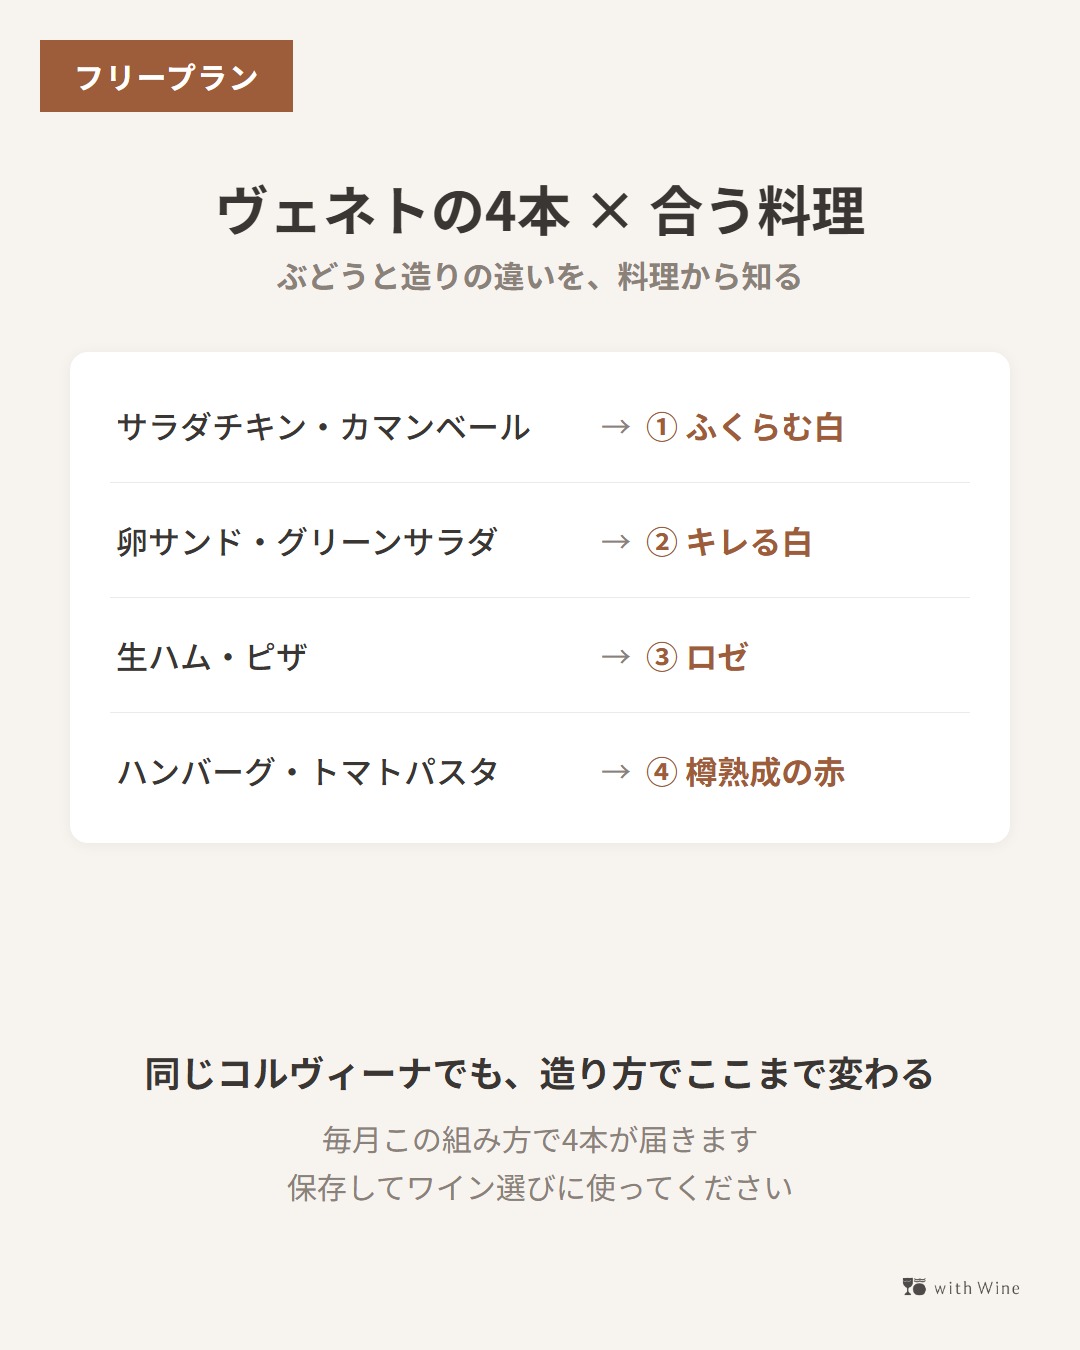 フリープラン
ヴェネトの4本 × 合う料理
ぶどうと造りの違いを、料理から知る
サラダチキン・カマンベール → ① ふくらむ白
卵サンド・グリーンサラダ → ② キレる白
生ハム・ピザ → ③ ロゼ
ハンバーグ・トマトパスタ → ④ 樽熟成の赤
同じコルヴィーナでも、造り方でここまで変わる
毎月この組み方で4本が届きます
保存してワイン選びに使ってください
with Wine